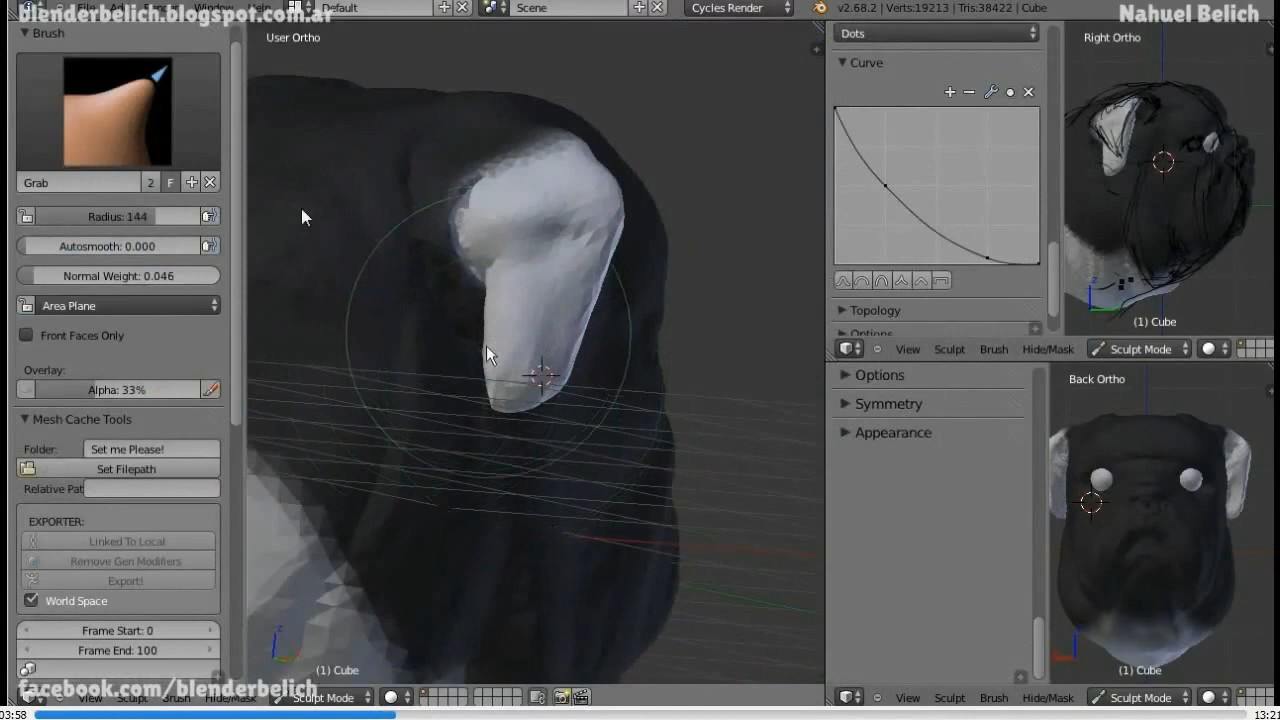 blenderbelich.blogspot.com.ar
Window
Default
Scene
Cycles Render
v2.68.2 | Verts:19213 | Tris:38422 | Cube
Nahuel Belich
Brush
Grab
2
F
Radius: 144
Autosmooth: 0.000
Normal Weight: 0.046
Area Plane
Front Faces Only
Overlay:
Alpha: 33%
Mesh Cache Tools
Folder:
Set me Please!
Set Filepath
Relative Pat
EXPORTER:
Linked To Local
Remove Gen Modifiers
Export!
World Space
Frame Start: 0
Frame End: 100
User Ortho
(1) Cube
facebook.com/blenderbelich
View
Sculpt
Brush
Hide/Mask
Sculpt Mode
Dots
Curve
Topology
Options
Right Ortho
(1) Cube
View
Sculpt
Brush
Hide/Mask
Sculpt Mode
Options
Symmetry
Appearance
Back Ortho
(1) Cube
View
Sculpt
Brush
Hide/Mask
Sculpt Mode
03:58
13:21